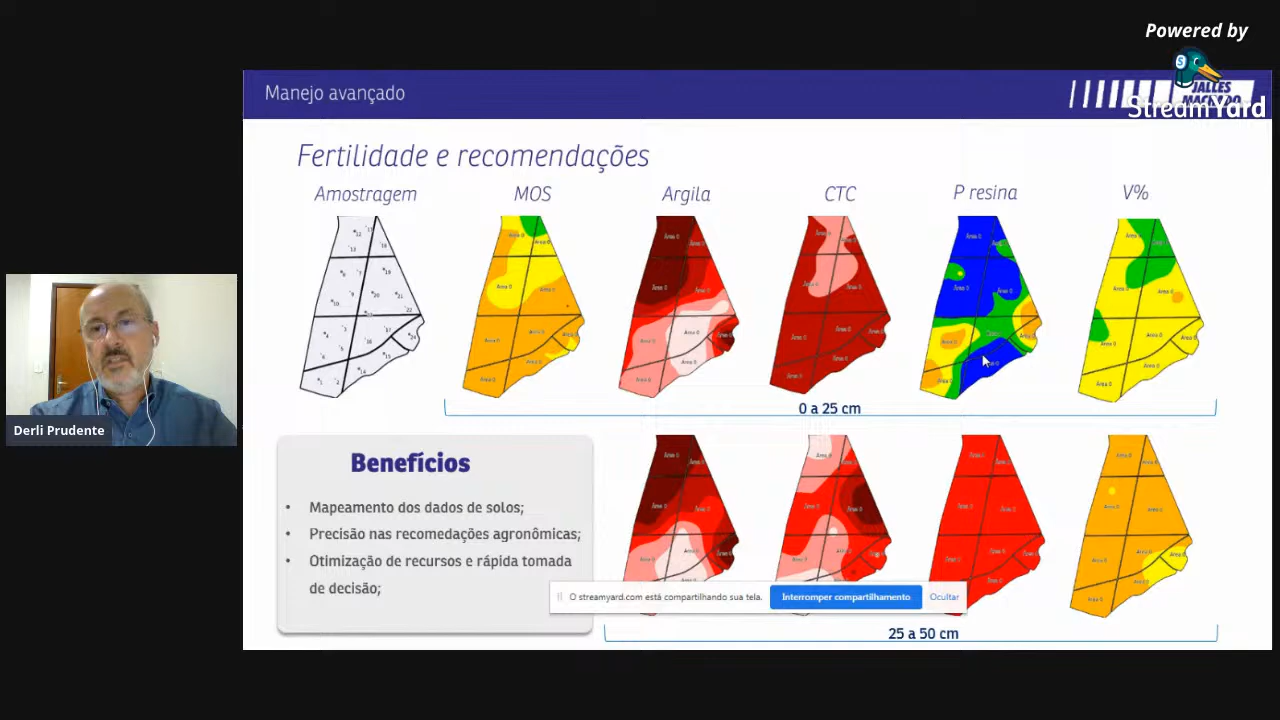 Powered by
StreamYard
Manejo avançado
JALLES
Fertilidade e recomendações
Amostragem
MOS
Argila
CTC
P resina
V%
0 a 25 cm
Derli Prudente
Benefícios
• Mapeamento dos dados de solos;
• Precisão nas recomedações agronômicas;
• Otimização de recursos e rápida tomada
de decisão;
O streamyard.com está compartilhando sua tela.
Interromper compartilhamento
Ocultar
25 a 50 cm